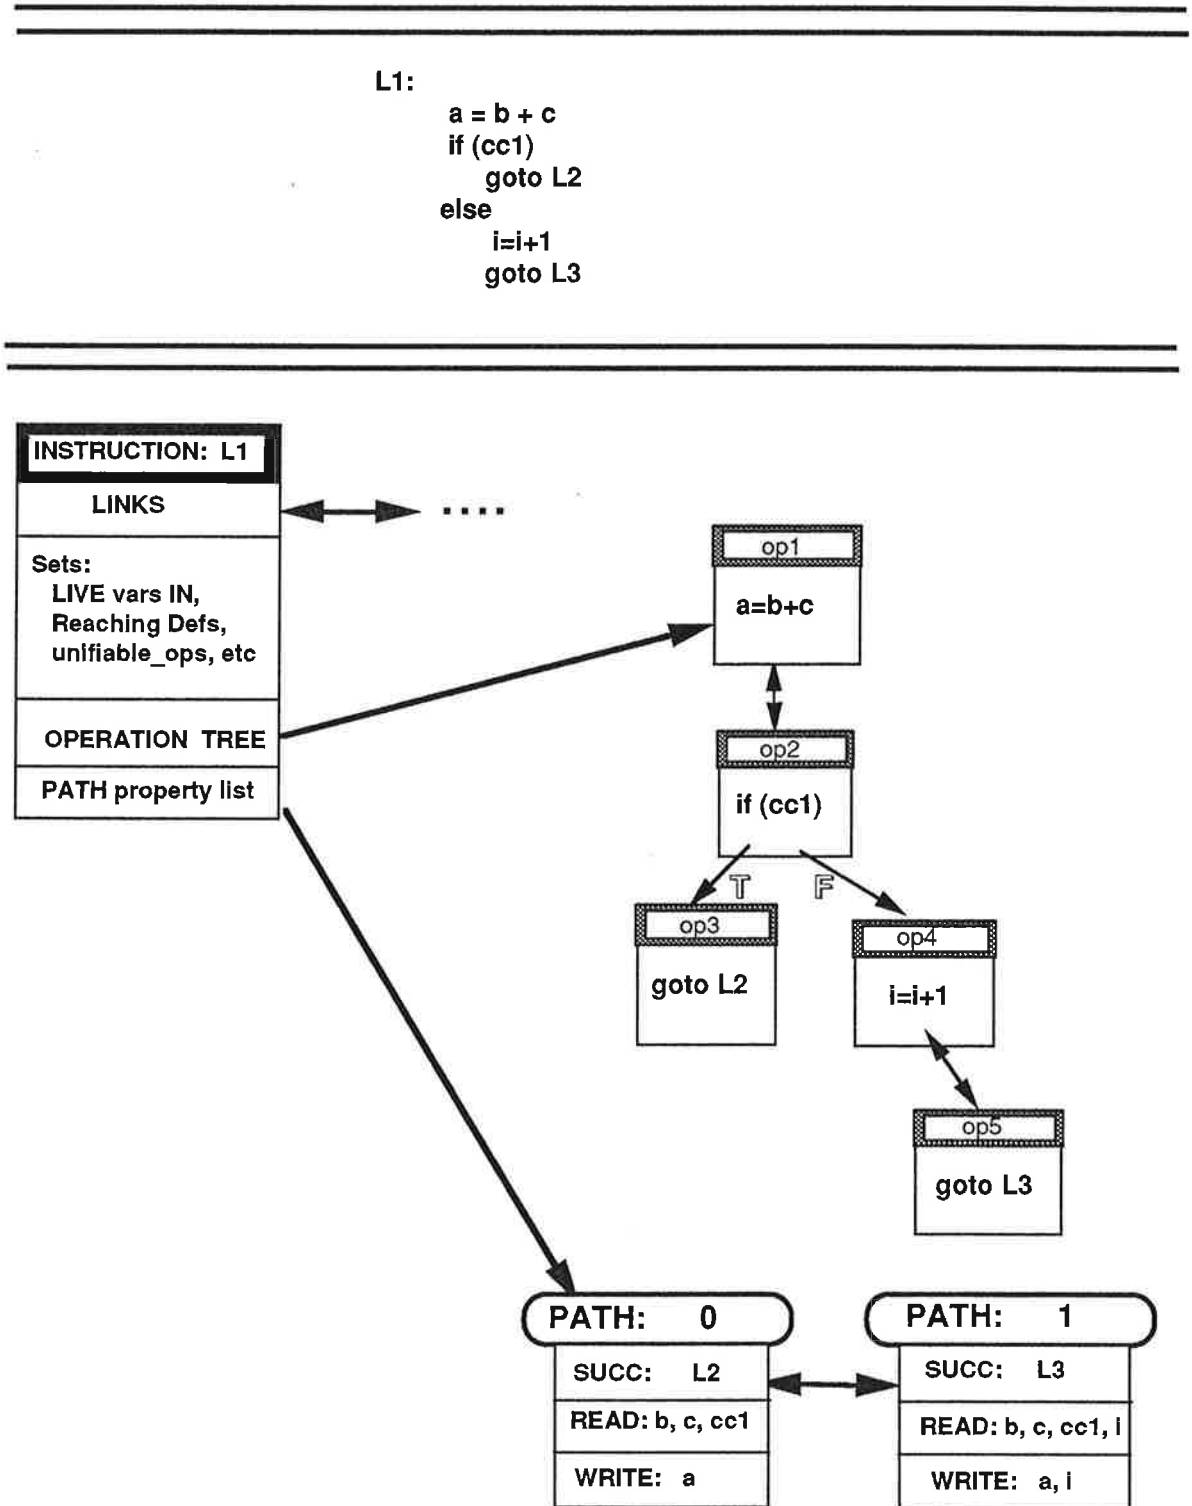 L1:
a = b + c
if (cc1)
goto L2
else
i=i+1
goto L3
INSTRUCTION: L1
LINKS
....
Sets:
LIVE vars IN,
Reaching Defs,
unifiable_ops, etc
OPERATION TREE
PATH property list
op1
a=b+c
op2
if (cc1)
T F
op3
goto L2
op4
i=i+1
op5
goto L3
PATH: 0
SUCC: L2
READ: b, c, cc1
WRITE: a
PATH: 1
SUCC: L3
READ: b, c, cc1, i
WRITE: a, i